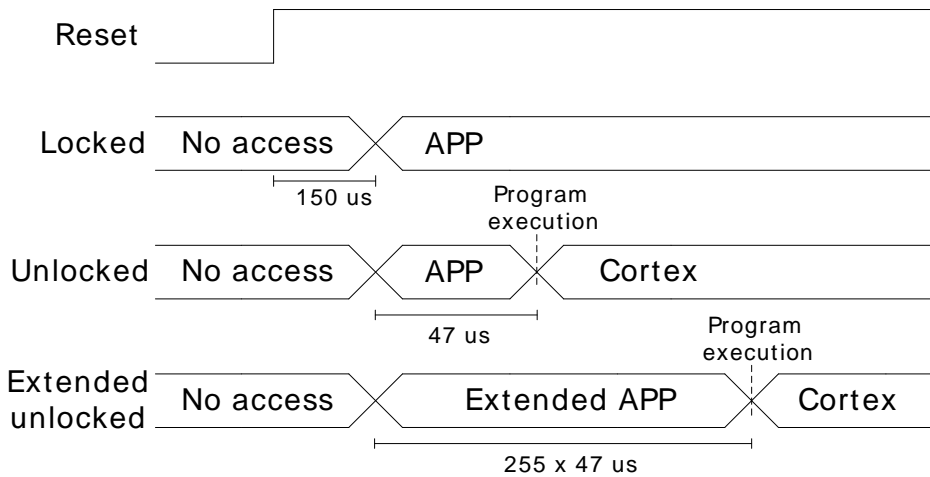 Reset
Locked
No access
APP
150 us
Program
execution
Unlocked
No access
APP
Cortex
47 us
Program
execution
Extended
unlocked
No access
Extended APP
Cortex
255 x 47 us